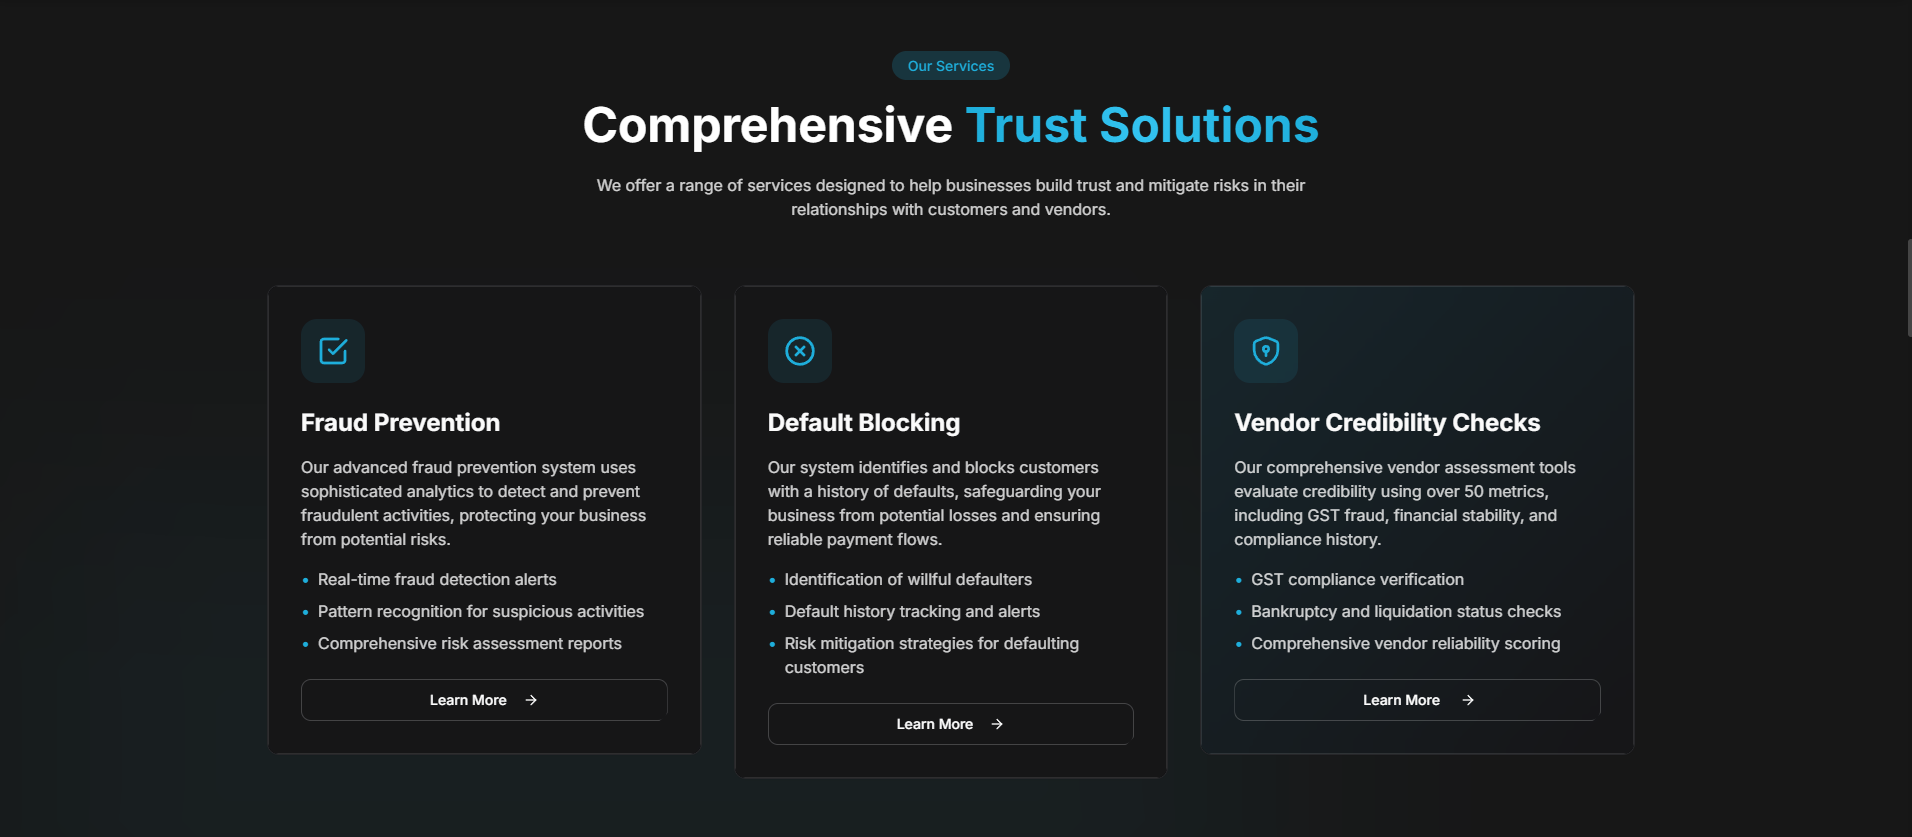 Our Services
Comprehensive Trust Solutions
We offer a range of services designed to help businesses build trust and mitigate risks in their
relationships with customers and vendors.
Fraud Prevention
Our advanced fraud prevention system uses
sophisticated analytics to detect and prevent
fraudulent activities, protecting your business
from potential risks.
• Real-time fraud detection alerts
• Pattern recognition for suspicious activities
• Comprehensive risk assessment reports
Learn More →
Default Blocking
Our system identifies and blocks customers
with a history of defaults, safeguarding your
business from potential losses and ensuring
reliable payment flows.
• Identification of willful defaulters
• Default history tracking and alerts
• Risk mitigation strategies for defaulting
customers
Learn More →
Vendor Credibility Checks
Our comprehensive vendor assessment tools
evaluate credibility using over 50 metrics,
including GST fraud, financial stability, and
compliance history.
• GST compliance verification
• Bankruptcy and liquidation status checks
• Comprehensive vendor reliability scoring
Learn More →